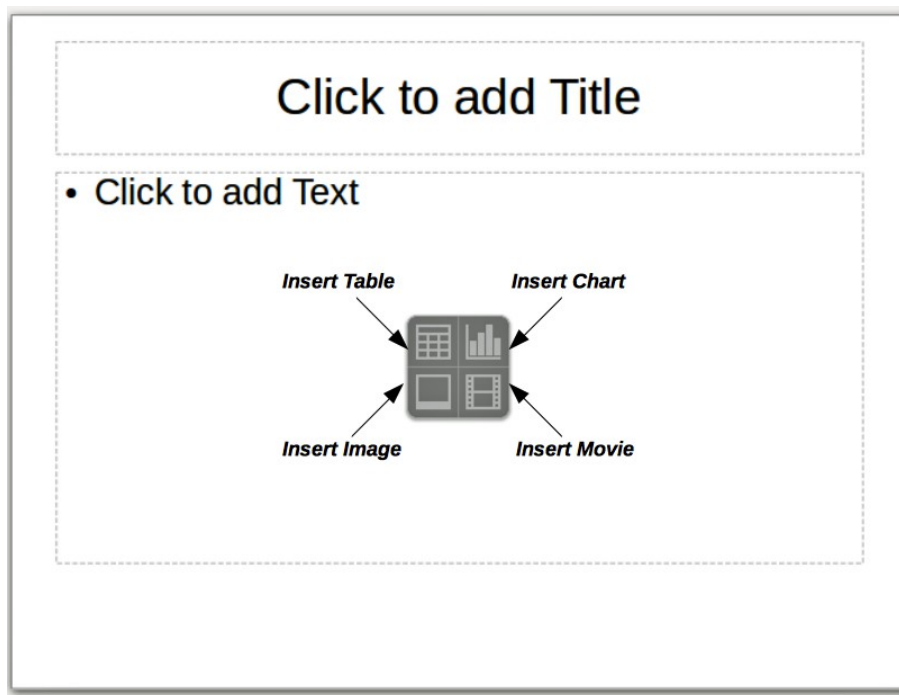 Click to add Title
• Click to add Text
Insert Table
Insert Chart
Insert Image
Insert Movie